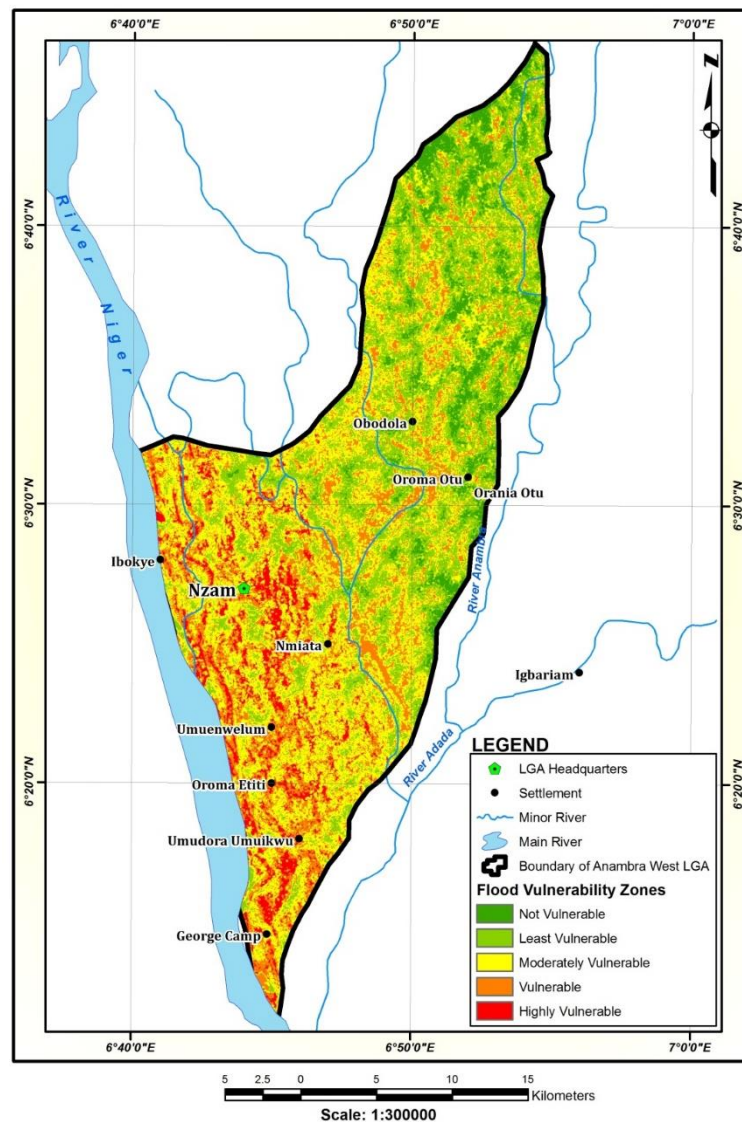 6°40'0"E 6°50'0"E 7°0'0"E
Z
6°40'0"N 6°40'0"N
River Niger
Obodola
Oroma Otu
Orania Otu
6°30'0"N 6°30'0"N
Ibokye
Nzam
River Anambra
Nmiata
Igbariam
Umuenwelum
River Adada
Oroma Etiti
6°20'0"N 6°20'0"N
Umudora Umuikwu
George Camp
LEGEND
LGA Headquarters
Settlement
Minor River
Main River
Boundary of Anambra West LGA
Flood Vulnerability Zones
Not Vulnerable
Least Vulnerable
Moderately Vulnerable
Vulnerable
Highly Vulnerable
6°40'0"E 6°50'0"E 7°0'0"E
5 2.5 0 5 10 15
Kilometers
Scale: 1:300000